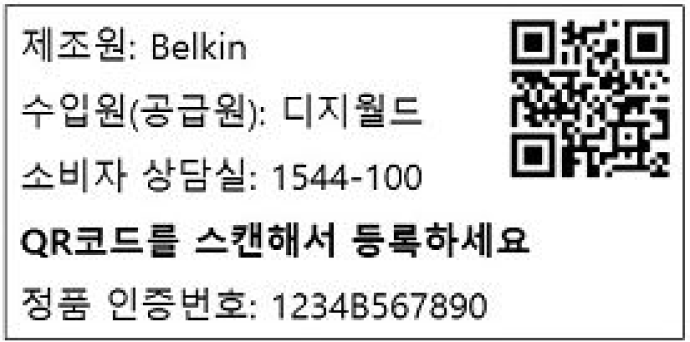 제조원: Belkin
수입원(공급원): 디지월드
소비자 상담실: 1544-100
QR코드를 스캔해서 등록하세요
정품 인증번호: 1234B567890